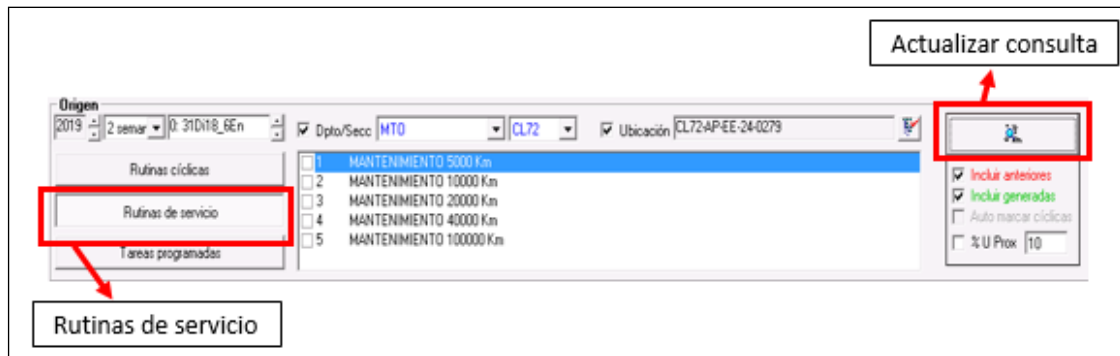 Actualizar consulta
Origen
2019 2 semar 0: 31Di18_6En Dpto/Secc MTO CL72 Ubicación CL72-AP-EE-24-0279
Rutinas cíclicas
Rutinas de servicio
Tareas programadas
1 MANTENIMIENTO 5000 Km
2 MANTENIMIENTO 10000 Km
3 MANTENIMIENTO 20000 Km
4 MANTENIMIENTO 40000 Km
5 MANTENIMIENTO 100000 Km
Incluir anteriores
Incluir generadas
Auto marcar cíclicas
% U Prox 10
Rutinas de servicio